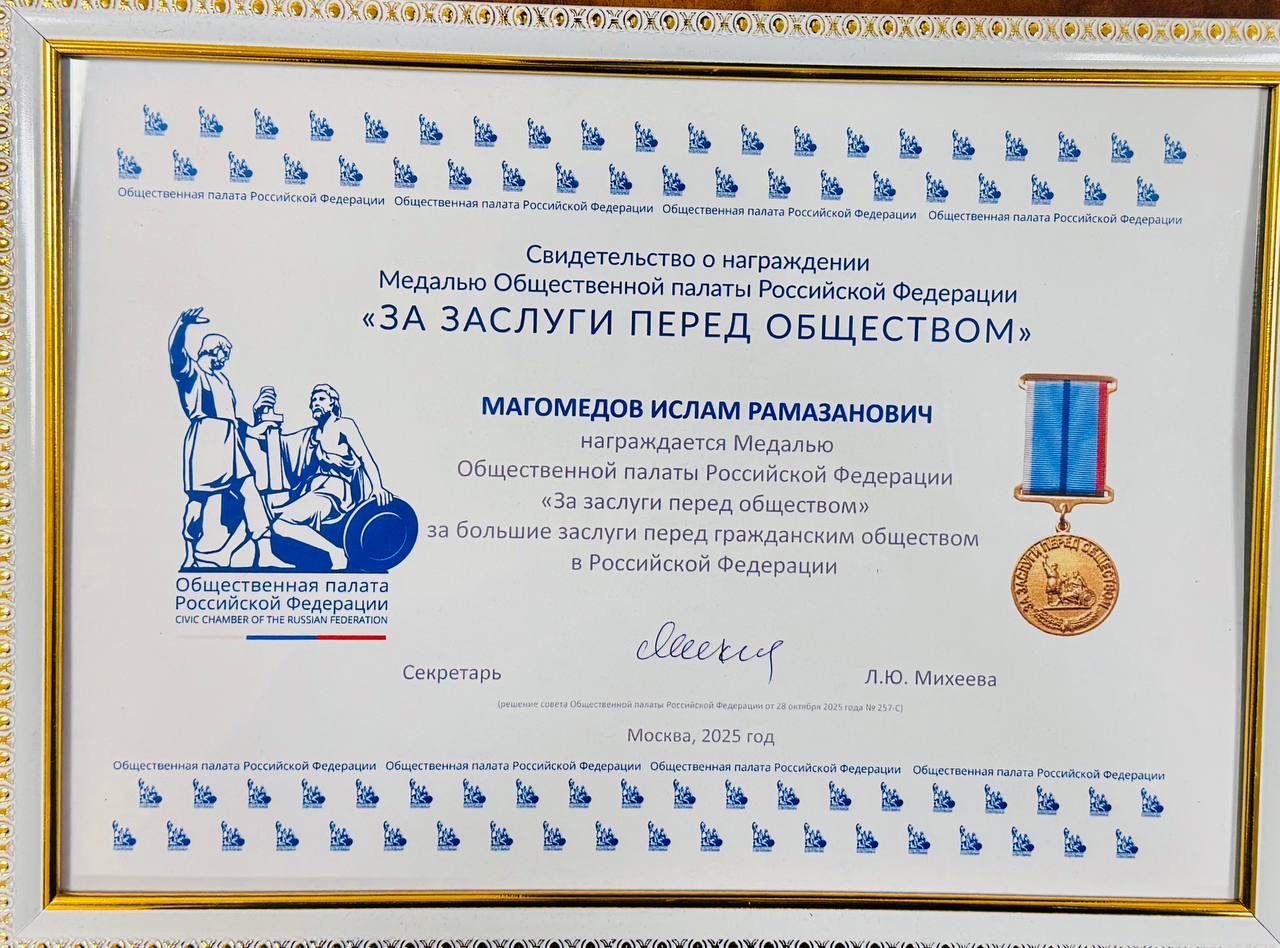 Общественная палата Российской Федерации Общественная палата Российской Федерации Общественная палата Российской Федерации Общественная палата Российской Федерации
Свидетельство о награждении
Медалью Общественной палаты Российской Федерации
«ЗА ЗАСЛУГИ ПЕРЕД ОБЩЕСТВОМ»
МАГОМЕДОВ ИСЛАМ РАМАЗАНОВИЧ
награждается Медалью
Общественной палаты Российской Федерации
«За заслуги перед обществом»
за большие заслуги перед гражданским обществом
в Российской Федерации
ЗА ЗАСЛУГИ ПЕРЕД ОБЩЕСТВОМ
Общественная палата
Российской Федерации
CIVIC CHAMBER OF THE RUSSIAN FEDERATION
Секретарь
Л.Ю. Михеева
(решение совета Общественной палаты Российской Федерации от 28 октября 2025 года № 257-С)
Москва, 2025 год
Общественная палата Российской Федерации Общественная палата Российской Федерации Общественная палата Российской Федерации Общественная палата Российской Федерации